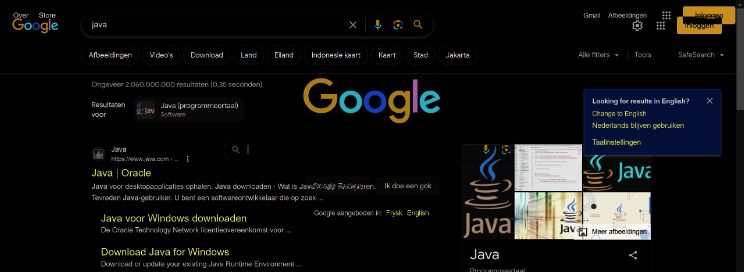 Over Store
Gmail Afbeeldingen
Inloggen
Google
java
Inloggen
Afbeeldingen Video's Download Land Eiland Indonesie kaart Kaart Stad Jakarta
Alle filters Tools SafeSearch
Ongeveer 2.060.000.000 resultaten (0,35 seconden)
Google
Looking for results in English?
Change to English
Nederlands blijven gebruiken
Taalinstellingen
Resultaten voor
Java (programmeertaal)
Software
Java
https://www.java.com › ...
Java | Oracle
Java voor desktopapplicaties ophalen. Java downloaden · Wat is Java?
Tevreden Java-gebruiker. U bent een softwareontwikkelaar die op zoek ...
Ik doe een gok
Java voor Windows downloaden
De Oracle Technology Network licentieovereenkomst voor ...
Google aangeboden in: Frysk English
Download Java for Windows
Download or update your existing Java Runtime Environment ...
Java
Java
Meer afbeeldingen
Java
Programmeertaal